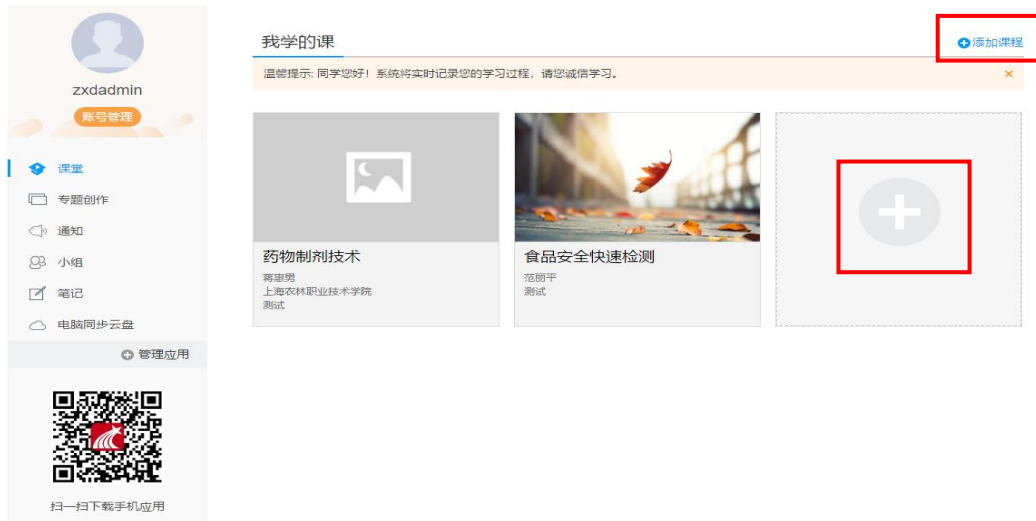 zxdadmin
账号管理
课堂
专题创作
通知
小组
笔记
电脑同步云盘
管理应用
扫一扫下载手机应用
我学的课
添加课程
温馨提示: 同学您好！系统将实时记录您的学习过程，请您诚信学习。
药物制剂技术
蒋惠男
上海农林职业技术学院
测试
食品安全快速检测
范丽平
测试